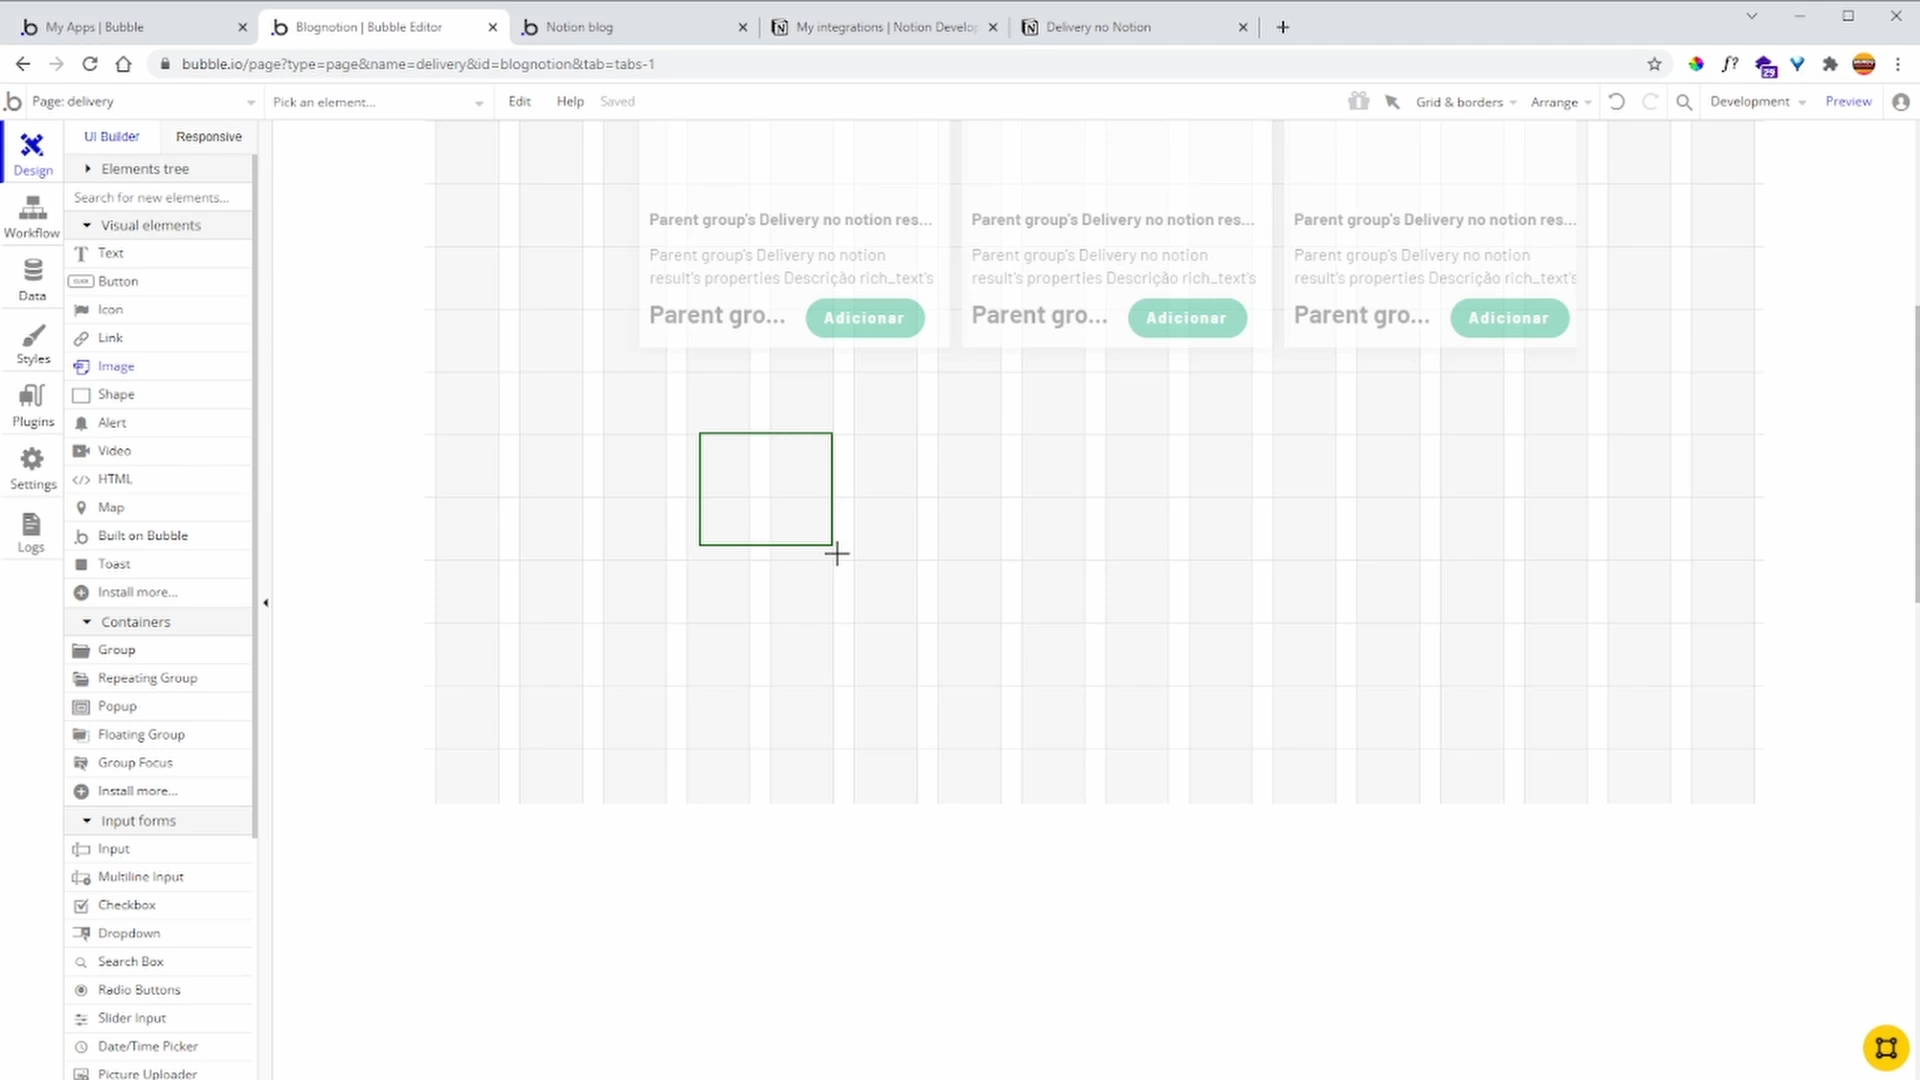 My Apps | Bubble
Blognotion | Bubble Editor
Notion blog
My integrations | Notion Develop
Delivery no Notion
bubble.io/page?type=page&name=delivery&id=blognotion&tab=tabs-1
f?
29
Page: delivery
Pick an element...
Edit
Help
Saved
Grid & borders
Arrange
Development
Preview
Design
Workflow
Data
Styles
Plugins
Settings
Logs
UI Builder
Responsive
Elements tree
Search for new elements...
Visual elements
Text
CLICK
Button
Icon
Link
Image
Shape
Alert
Video
HTML
Map
Built on Bubble
Toast
Install more...
Containers
Group
Repeating Group
Popup
Floating Group
Group Focus
Install more...
Input forms
Input
Multiline Input
Checkbox
Dropdown
Search Box
Radio Buttons
Slider Input
Date/Time Picker
Picture Uploader
Parent group's Delivery no notion res...
Parent group's Delivery no notion
result's properties Descrição rich_text's
Parent gro...
Adicionar
Parent group's Delivery no notion res...
Parent group's Delivery no notion
result's properties Descrição rich_text's
Parent gro...
Adicionar
Parent group's Delivery no notion res...
Parent group's Delivery no notion
result's properties Descrição rich_text's
Parent gro...
Adicionar